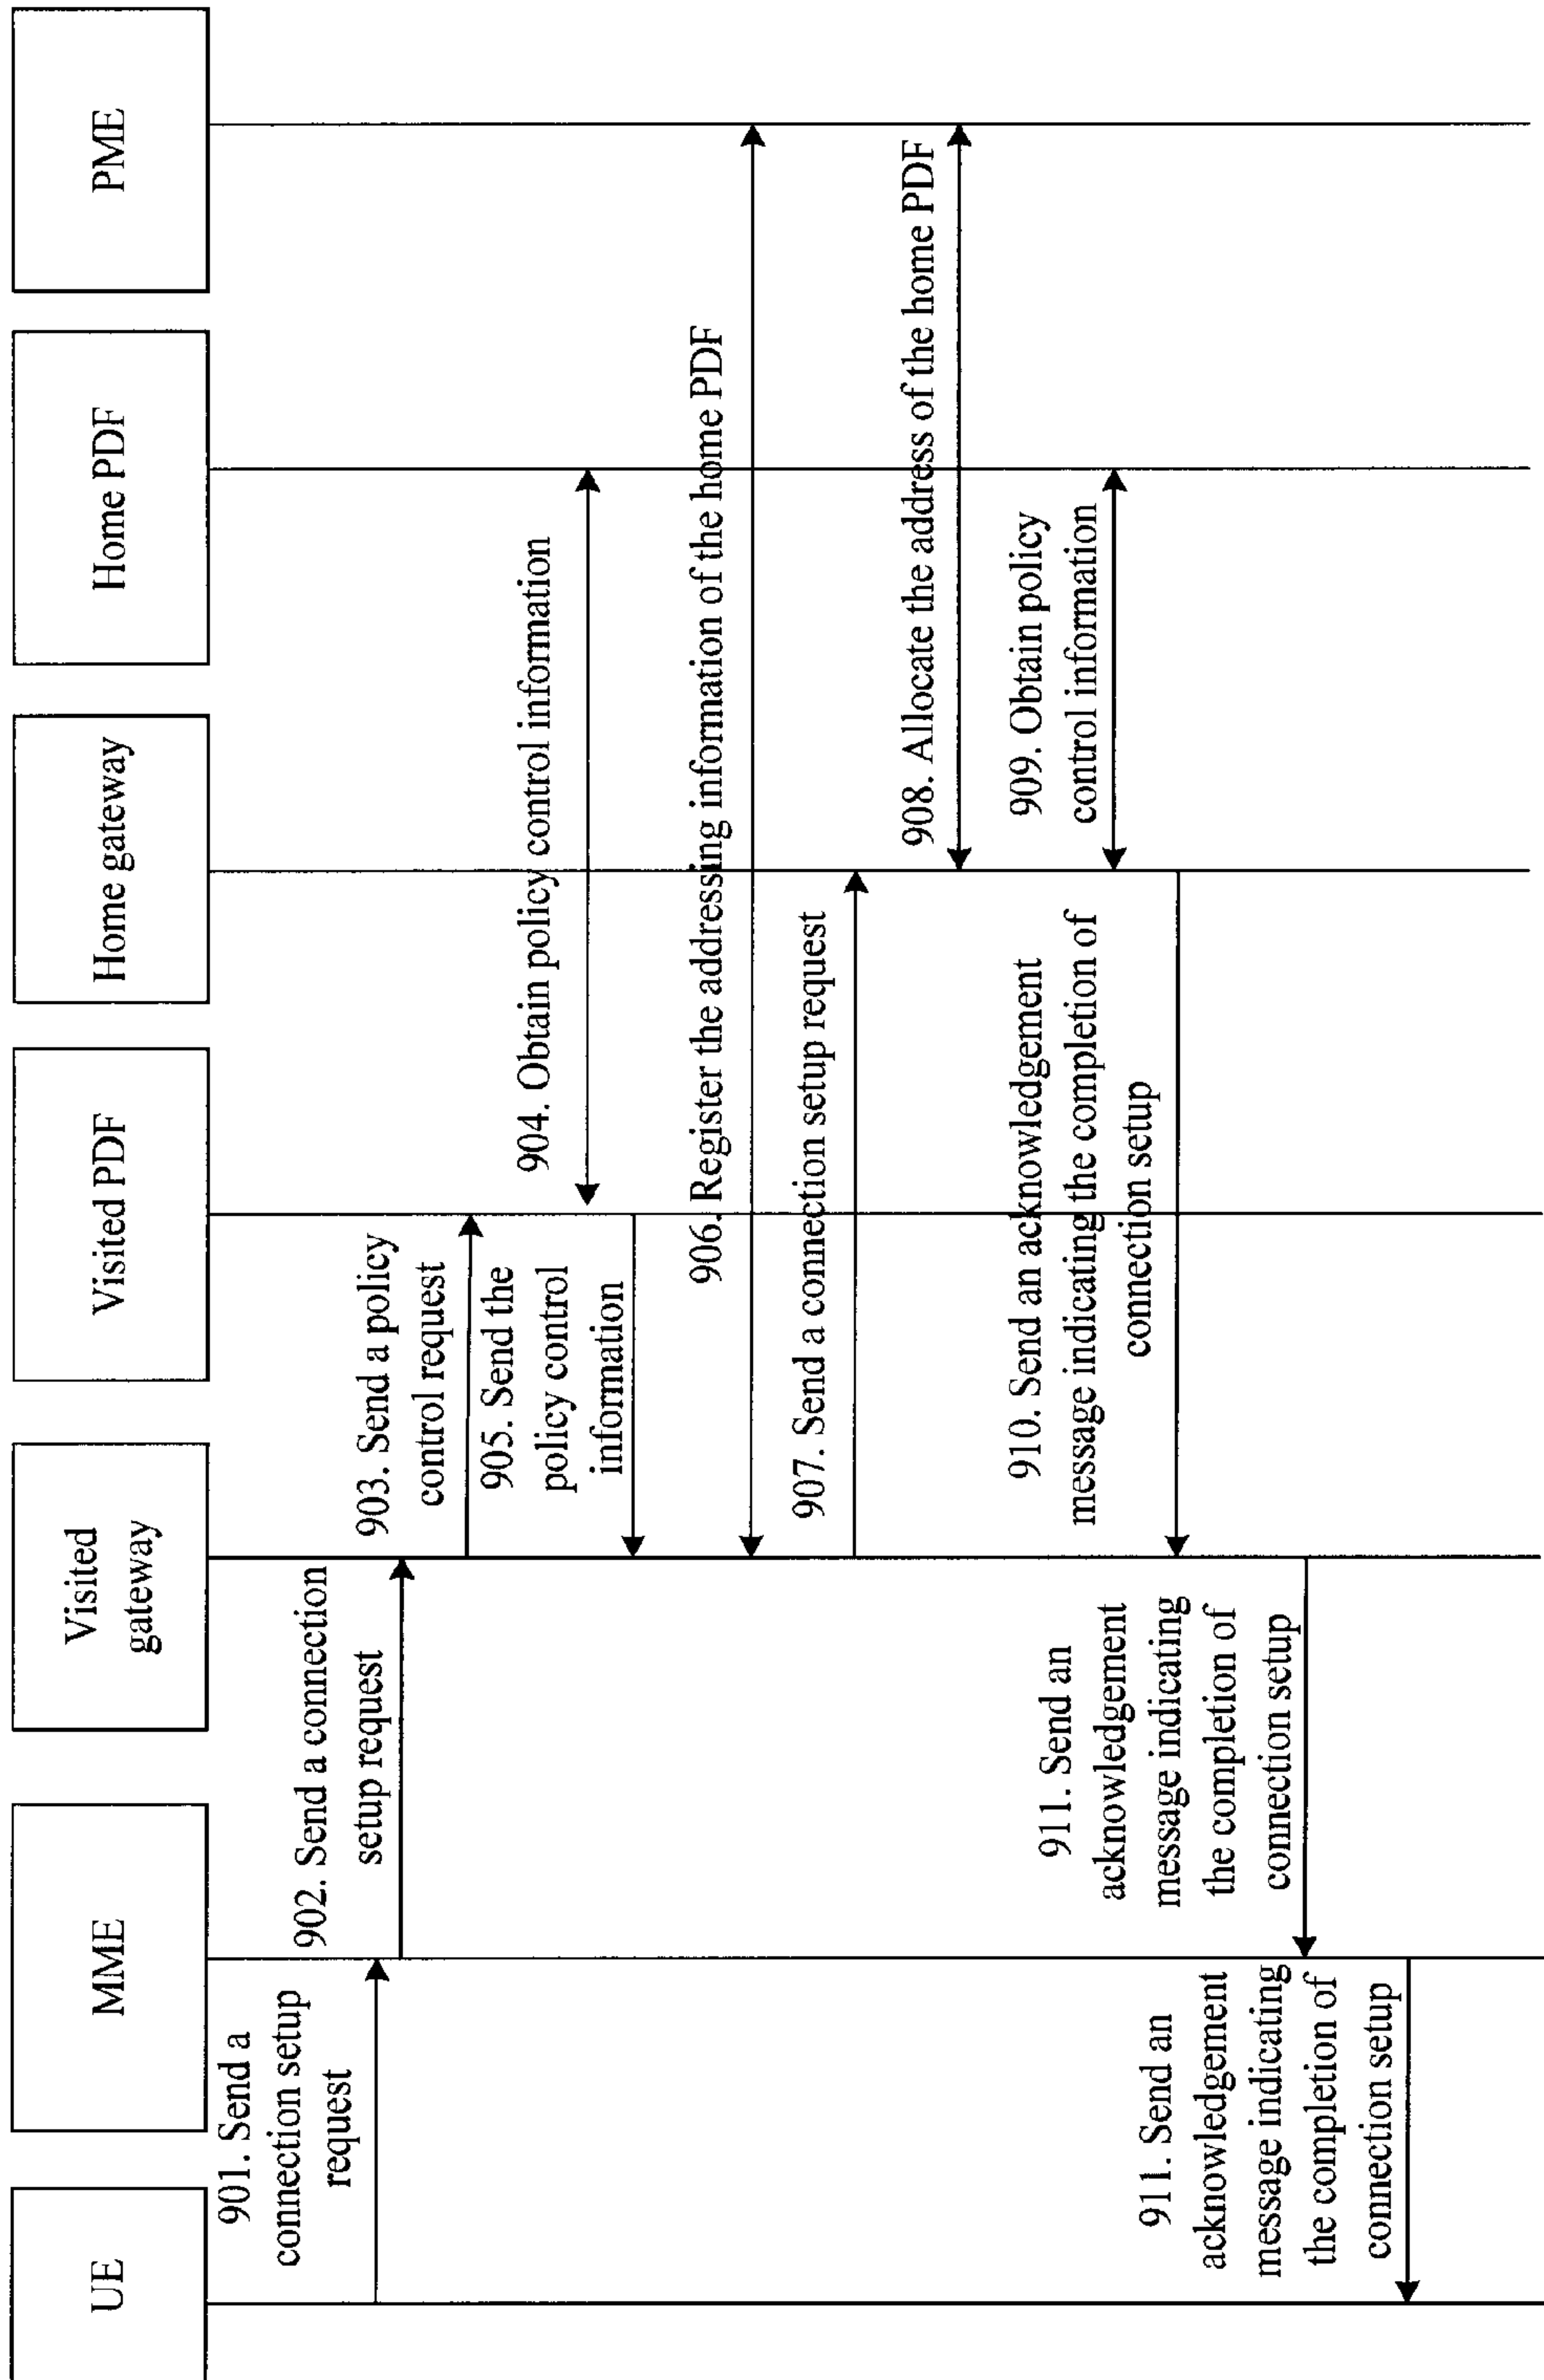 UE
MME
Visited
gateway
Visited PDF
Home gateway
Home PDF
PME
901. Send a
connection setup
request
902. Send a connection
setup request
903. Send a policy
control request
904. Obtain policy control information
905. Send the
policy control
information
906. Register the addressing information of the home PDF
907. Send a connection setup request
908. Allocate the address of the home PDF
909. Obtain policy
control information
910. Send an acknowledgement
message indicating the completion of
connection setup
911. Send an
acknowledgement
message indicating
the completion of
connection setup
911. Send an
acknowledgement
message indicating
the completion of
connection setup